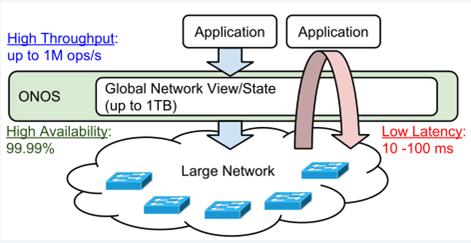 High Throughput:
up to 1M ops/s
Application
Application
ONOS
Global Network View/State
(up to 1TB)
High Availability:
99.99%
Low Latency:
10 -100 ms
Large Network